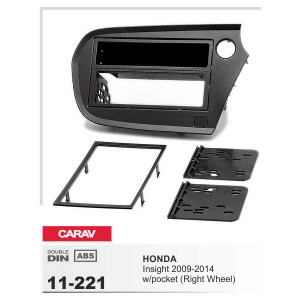 CARAV
DOUBLE
DIN
ABS
11-221
HONDA
Insight 2009-2014
w/pocket (Right Wheel)